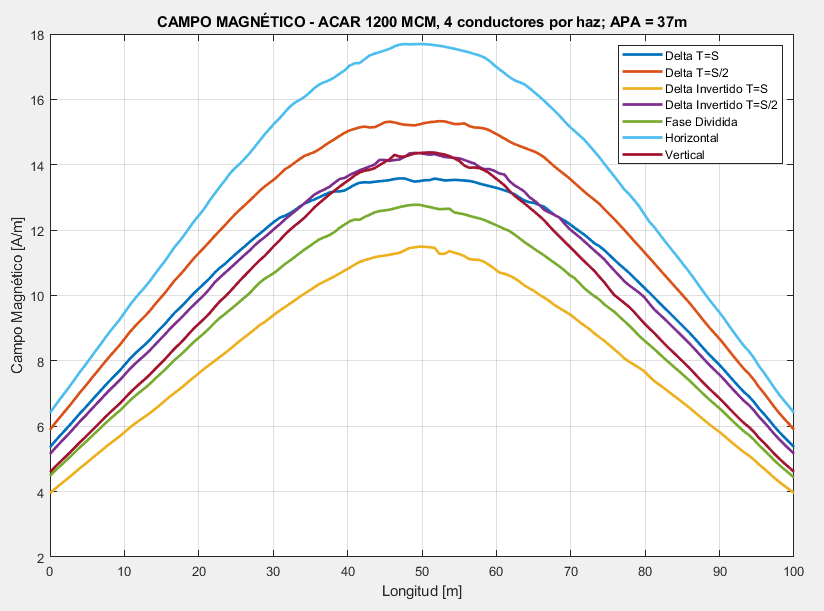 CAMPO MAGNÉTICO - ACAR 1200 MCM, 4 conductores por haz; APA = 37m
Delta T=S
Delta T=S/2
Delta Invertido T=S
Delta Invertido T=S/2
Fase Dividida
Horizontal
Vertical
Campo Magnético [A/m]
18
16
14
12
10
8
6
4
2
0 10 20 30 40 50 60 70 80 90 100
Longitud [m]